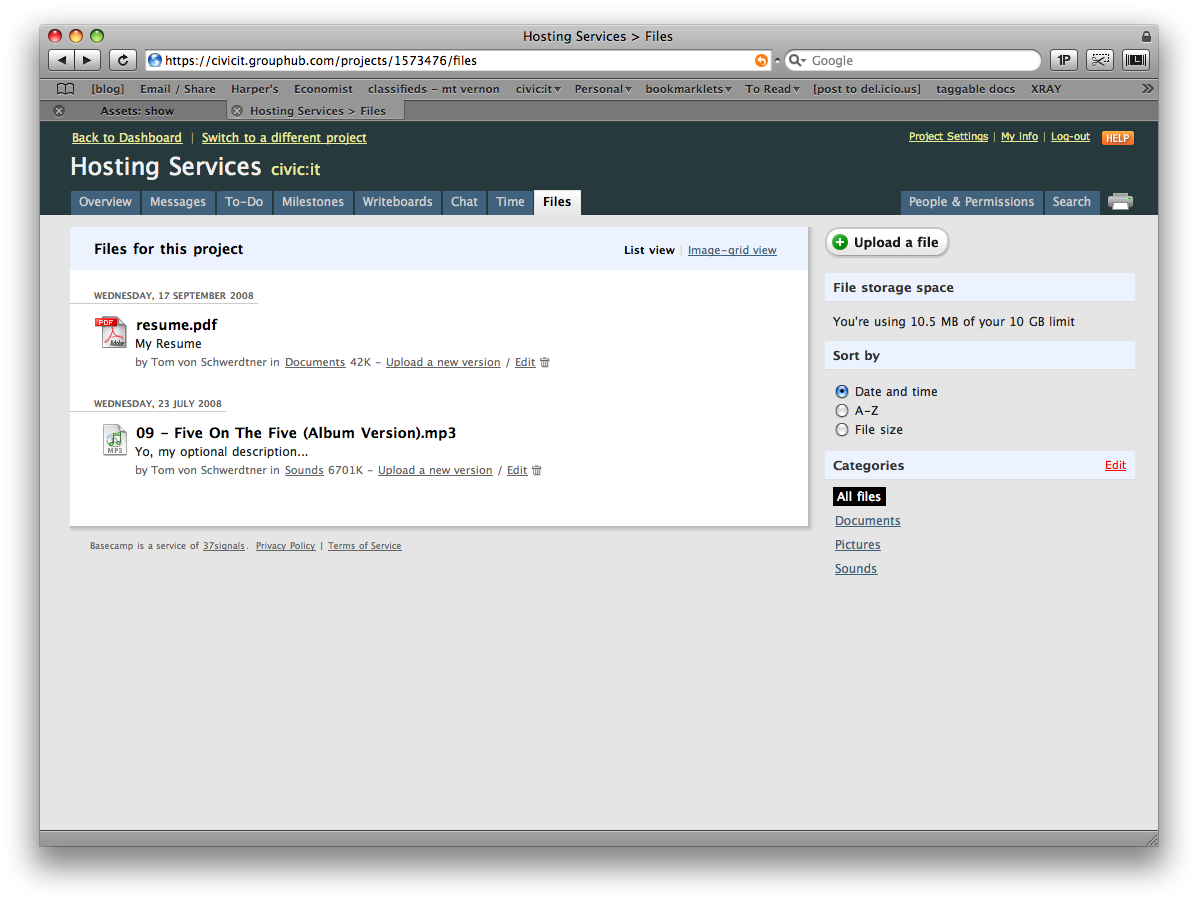 Hosting Services > Files
https://civicit.grouphub.com/projects/1573476/files
Google
1P
[blog] Email / Share Harper's Economist classifieds – mt vernon civic:it▾ Personal▾ bookmarklets▾ To Read▾ [post to del.icio.us] taggable docs XRAY
Assets: show
Hosting Services > Files
Back to Dashboard | Switch to a different project
Project Settings | My info | Log-out HELP
Hosting Services civic:it
Overview Messages To-Do Milestones Writeboards Chat Time Files
People & Permissions Search
Files for this project
List view | Image-grid view
WEDNESDAY, 17 SEPTEMBER 2008
PDF
Adobe
resume.pdf
My Resume
by Tom von Schwerdtner in Documents 42K – Upload a new version / Edit
WEDNESDAY, 23 JULY 2008
MP3
09 – Five On The Five (Album Version).mp3
Yo, my optional description...
by Tom von Schwerdtner in Sounds 6701K – Upload a new version / Edit
Basecamp is a service of 37signals. Privacy Policy | Terms of Service
Upload a file
File storage space
You're using 10.5 MB of your 10 GB limit
Sort by
Date and time
A-Z
File size
Categories
Edit
All files
Documents
Pictures
Sounds